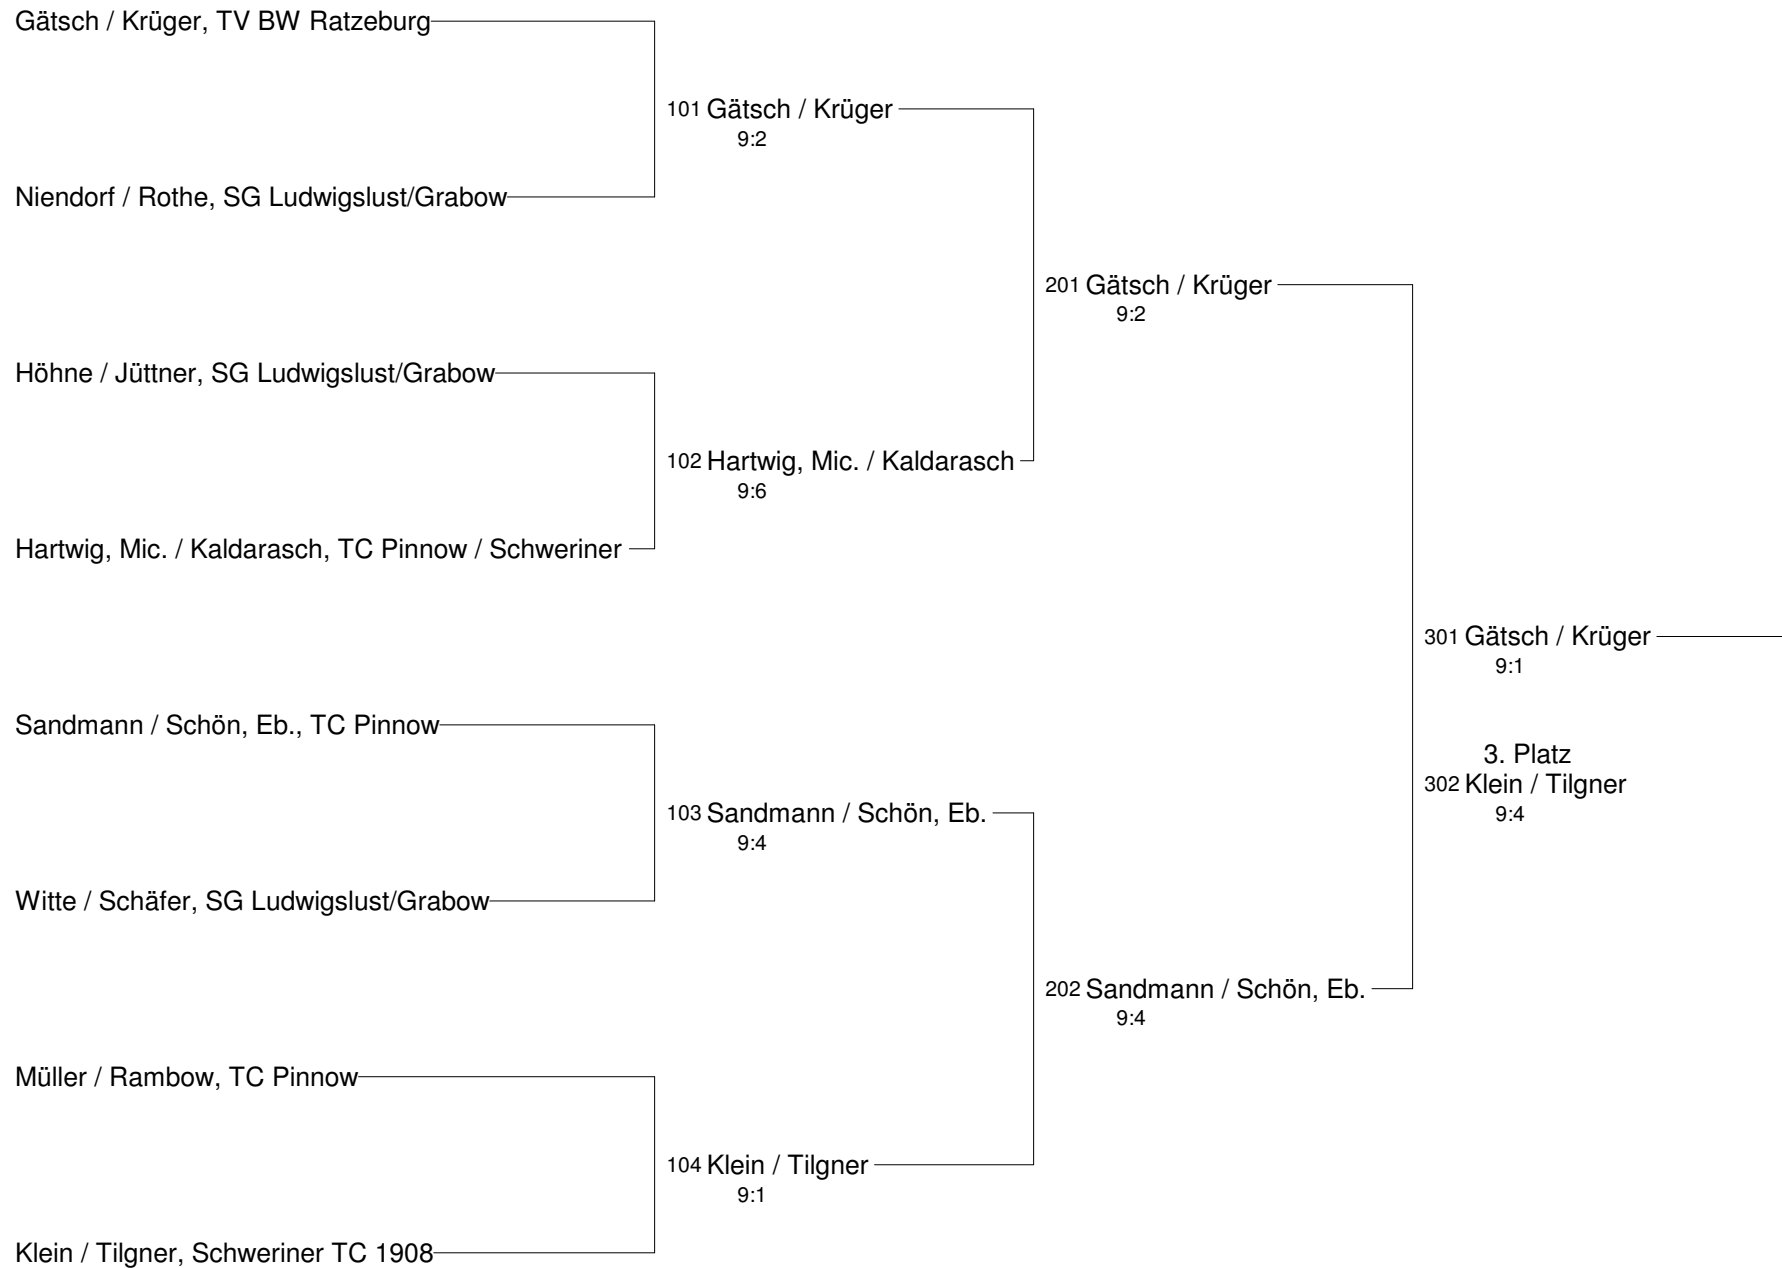 Gätsch / Krüger, TV BW Ratzeburg
101 Gätsch / Krüger
9:2
Niendorf / Rothe, SG Ludwigslust/Grabow
201 Gätsch / Krüger
9:2
Höhne / Jüttner, SG Ludwigslust/Grabow
102 Hartwig, Mic. / Kaldarasch
9:6
Hartwig, Mic. / Kaldarasch, TC Pinnow / Schweriner
301 Gätsch / Krüger
9:1
Sandmann / Schön, Eb., TC Pinnow
3. Platz
302 Klein / Tilgner
9:4
103 Sandmann / Schön, Eb.
9:4
Witte / Schäfer, SG Ludwigslust/Grabow
202 Sandmann / Schön, Eb.
9:4
Müller / Rambow, TC Pinnow
104 Klein / Tilgner
9:1
Klein / Tilgner, Schweriner TC 1908